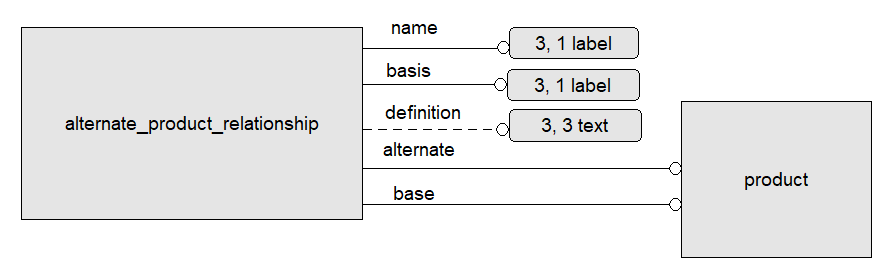 name
3, 1 label
basis
3, 1 label
alternate_product_relationship
definition
3, 3 text
alternate
product
base